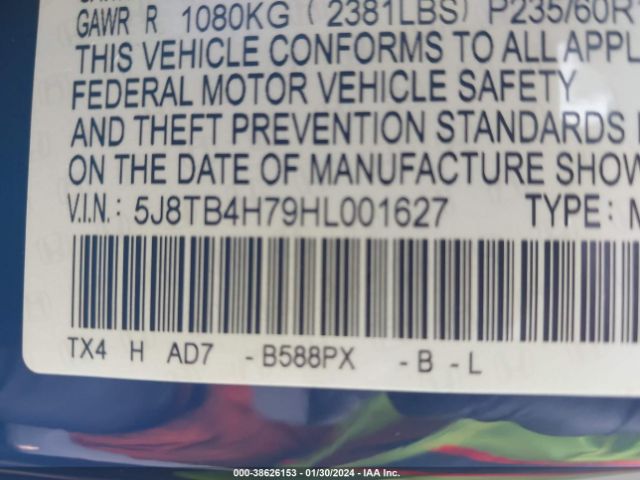 GAWR R 1080KG ( 2381LBS) P235/60R
THIS VEHICLE CONFORMS TO ALL APPL
FEDERAL MOTOR VEHICLE SAFETY
AND THEFT PREVENTION STANDARDS
ON THE DATE OF MANUFACTURE SHOW
V.I.N.: 5J8TB4H79HL001627 TYPE:
TX4 H AD7 -B588PX -B -L
000-38626153 - 01/30/2024 - IAA Inc.